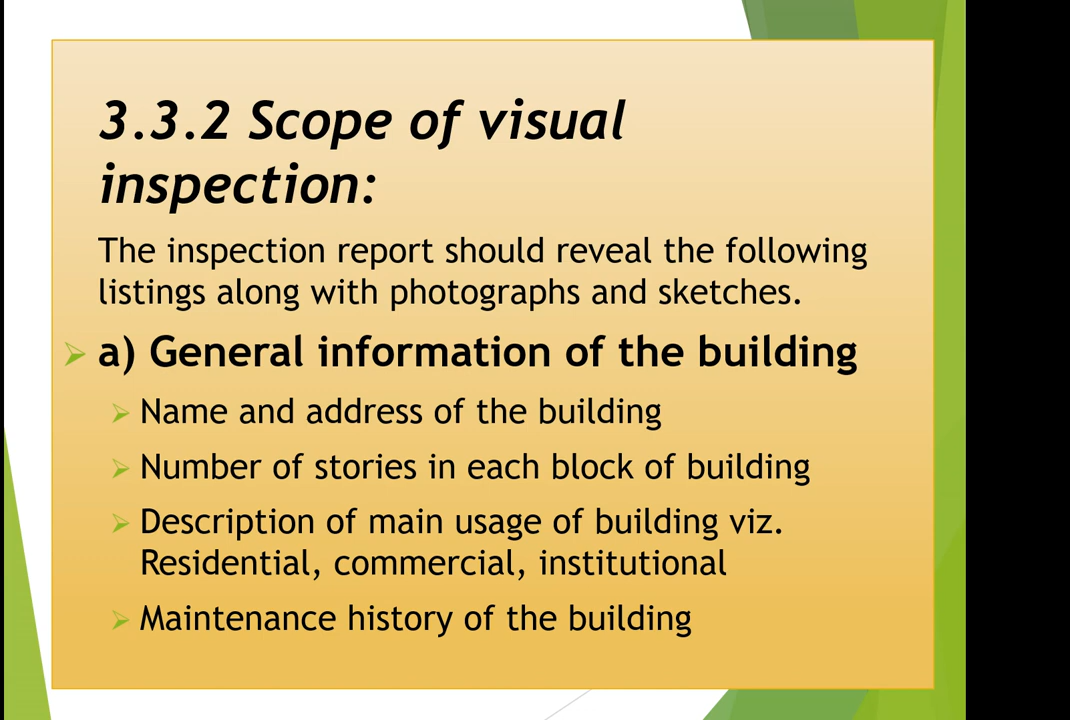 3.3.2 Scope of visual
inspection:
The inspection report should reveal the following
listings along with photographs and sketches.
a) General information of the building
Name and address of the building
Number of stories in each block of building
Description of main usage of building viz.
Residential, commercial, institutional
Maintenance history of the building